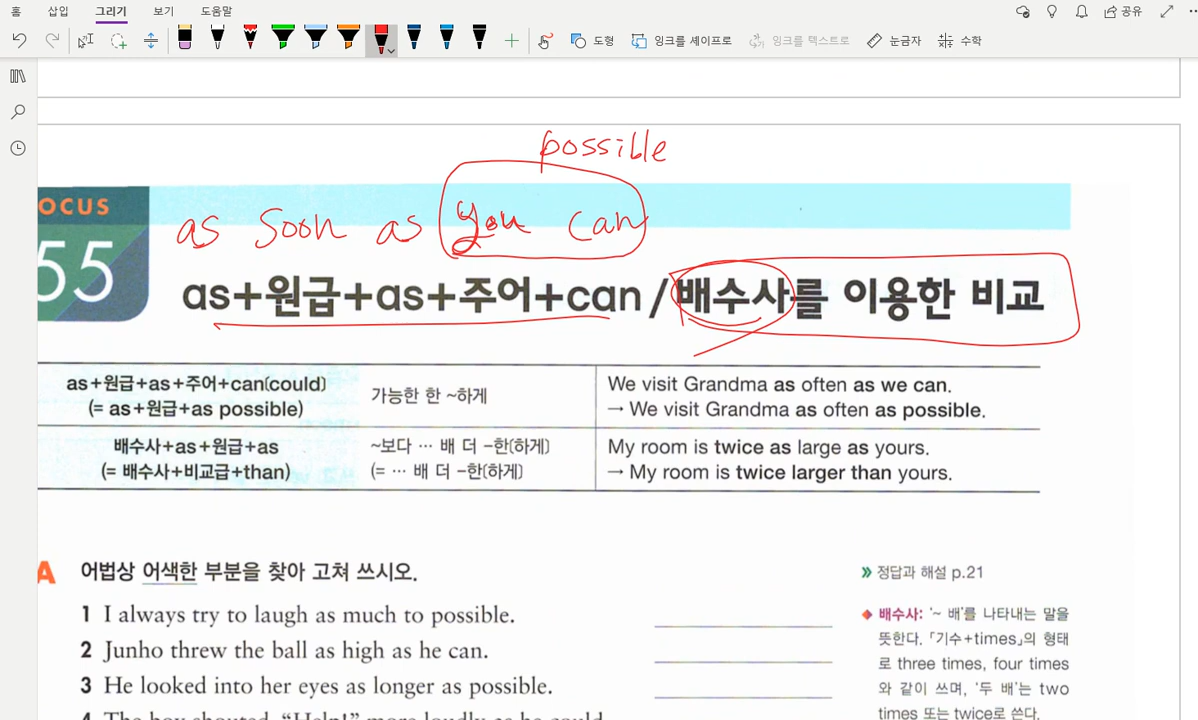 홈 삽입 그리기 보기 도움말
공유
도형 잉크를 셰이프로 잉크를 텍스트로 눈금자 수학
possible
OCUS
as soon as you can
55
as+원급+as+주어+can/배수사를 이용한 비교
as+원급+as+주어+can(could)
(= as+원급+as possible)
가능한 한 ~하게
We visit Grandma as often as we can.
→ We visit Grandma as often as possible.
배수사+as+원급+as
(= 배수사+비교급+than)
~보다 … 배 더 -한(하게)
(= … 배 더 -한(하게)
My room is twice as large as yours.
→ My room is twice larger than yours.
A 어법상 어색한 부분을 찾아 고쳐 쓰시오.
» 정답과 해설 p.21
1 I always try to laugh as much to possible.
2 Junho threw the ball as high as he can.
3 He looked into her eyes as longer as possible.
4 The boy shouted, “Help!” more loudly as he could
◆ 배수사: ‘~ 배’를 나타내는 말을
뜻한다. 「기수+times」의 형태
로 three times, four times
와 같이 쓰며, ‘두 배’는 two
times 또는 twice로 쓴다.